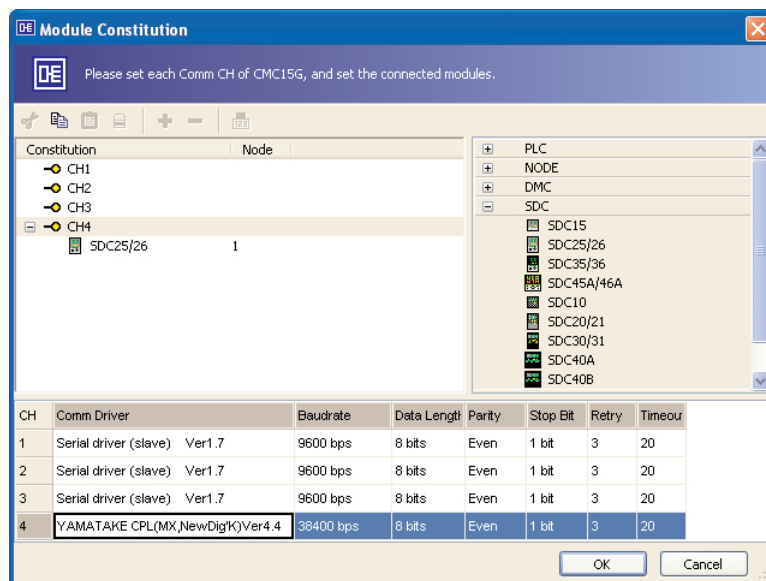 Module Constitution
Please set each Comm CH of CMC15G, and set the connected modules.
Constitution Node
CH1
CH2
CH3
CH4
SDC25/26 1
PLC
NODE
DMC
SDC
SDC15
SDC25/26
SDC35/36
SDC45A/46A
SDC10
SDC20/21
SDC30/31
SDC40A
SDC40B
CH Comm Driver Baudrate Data Length Parity Stop Bit Retry Timeou
1 Serial driver (slave) Ver1.7 9600 bps 8 bits Even 1 bit 3 20
2 Serial driver (slave) Ver1.7 9600 bps 8 bits Even 1 bit 3 20
3 Serial driver (slave) Ver1.7 9600 bps 8 bits Even 1 bit 3 20
4 YAMATAKE CPL(MX,NewDig'K)Ver4.4 38400 bps 8 bits Even 1 bit 3 20
OK Cancel